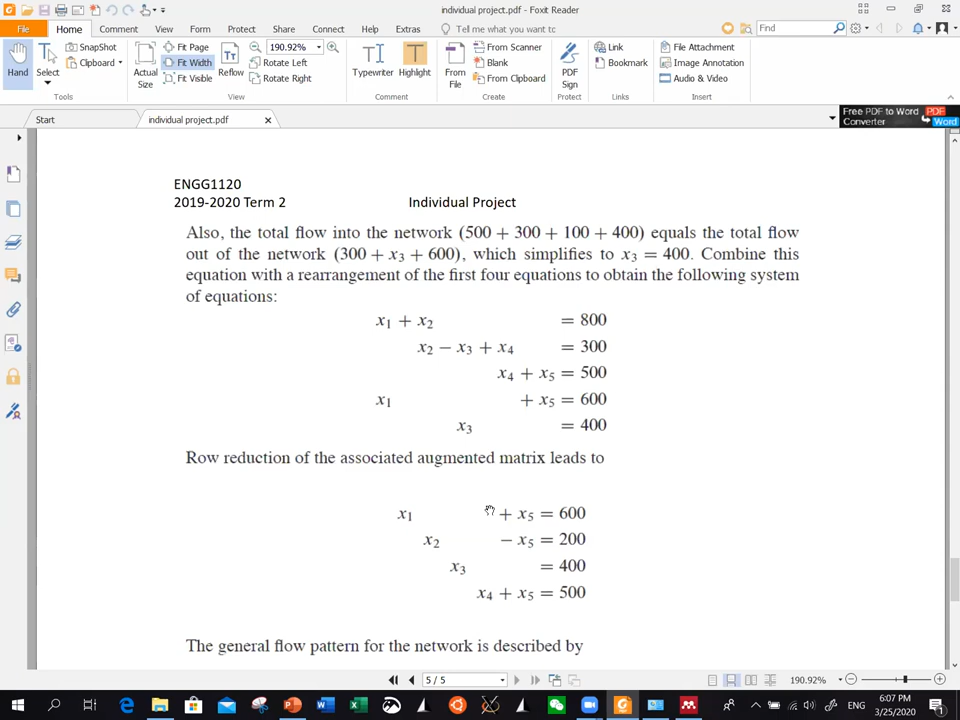 individual project.pdf - Foxit Reader
File Home Comment View Form Protect Share Connect Help Extras Tell me what you want tc Find
Hand
Select
SnapShot
Clipboard
Tools
Actual Size
Fit Page
Fit Width
Fit Visible
Reflow
190.92%
Rotate Left
Rotate Right
View
Typewriter
Highlight
Comment
From File
From Scanner
Blank
From Clipboard
Create
PDF Sign
Protect
Link
Bookmark
Links
File Attachment
Image Annotation
Audio & Video
Insert
Start individual project.pdf
Free PDF to Word
Converter
PDF
Word
ENGG1120
2019-2020 Term 2 Individual Project
Also, the total flow into the network (500 + 300 + 100 + 400) equals the total flow
out of the network (300 + x₃ + 600), which simplifies to x₃ = 400. Combine this
equation with a rearrangement of the first four equations to obtain the following system
of equations:
x₁ + x₂ = 800
x₂ − x₃ + x₄ = 300
x₄ + x₅ = 500
x₁ + x₅ = 600
x₃ = 400
Row reduction of the associated augmented matrix leads to
x₁ + x₅ = 600
x₂ − x₅ = 200
x₃ = 400
x₄ + x₅ = 500
The general flow pattern for the network is described by
5 / 5 190.92%
ENG
6:07 PM
3/25/2020